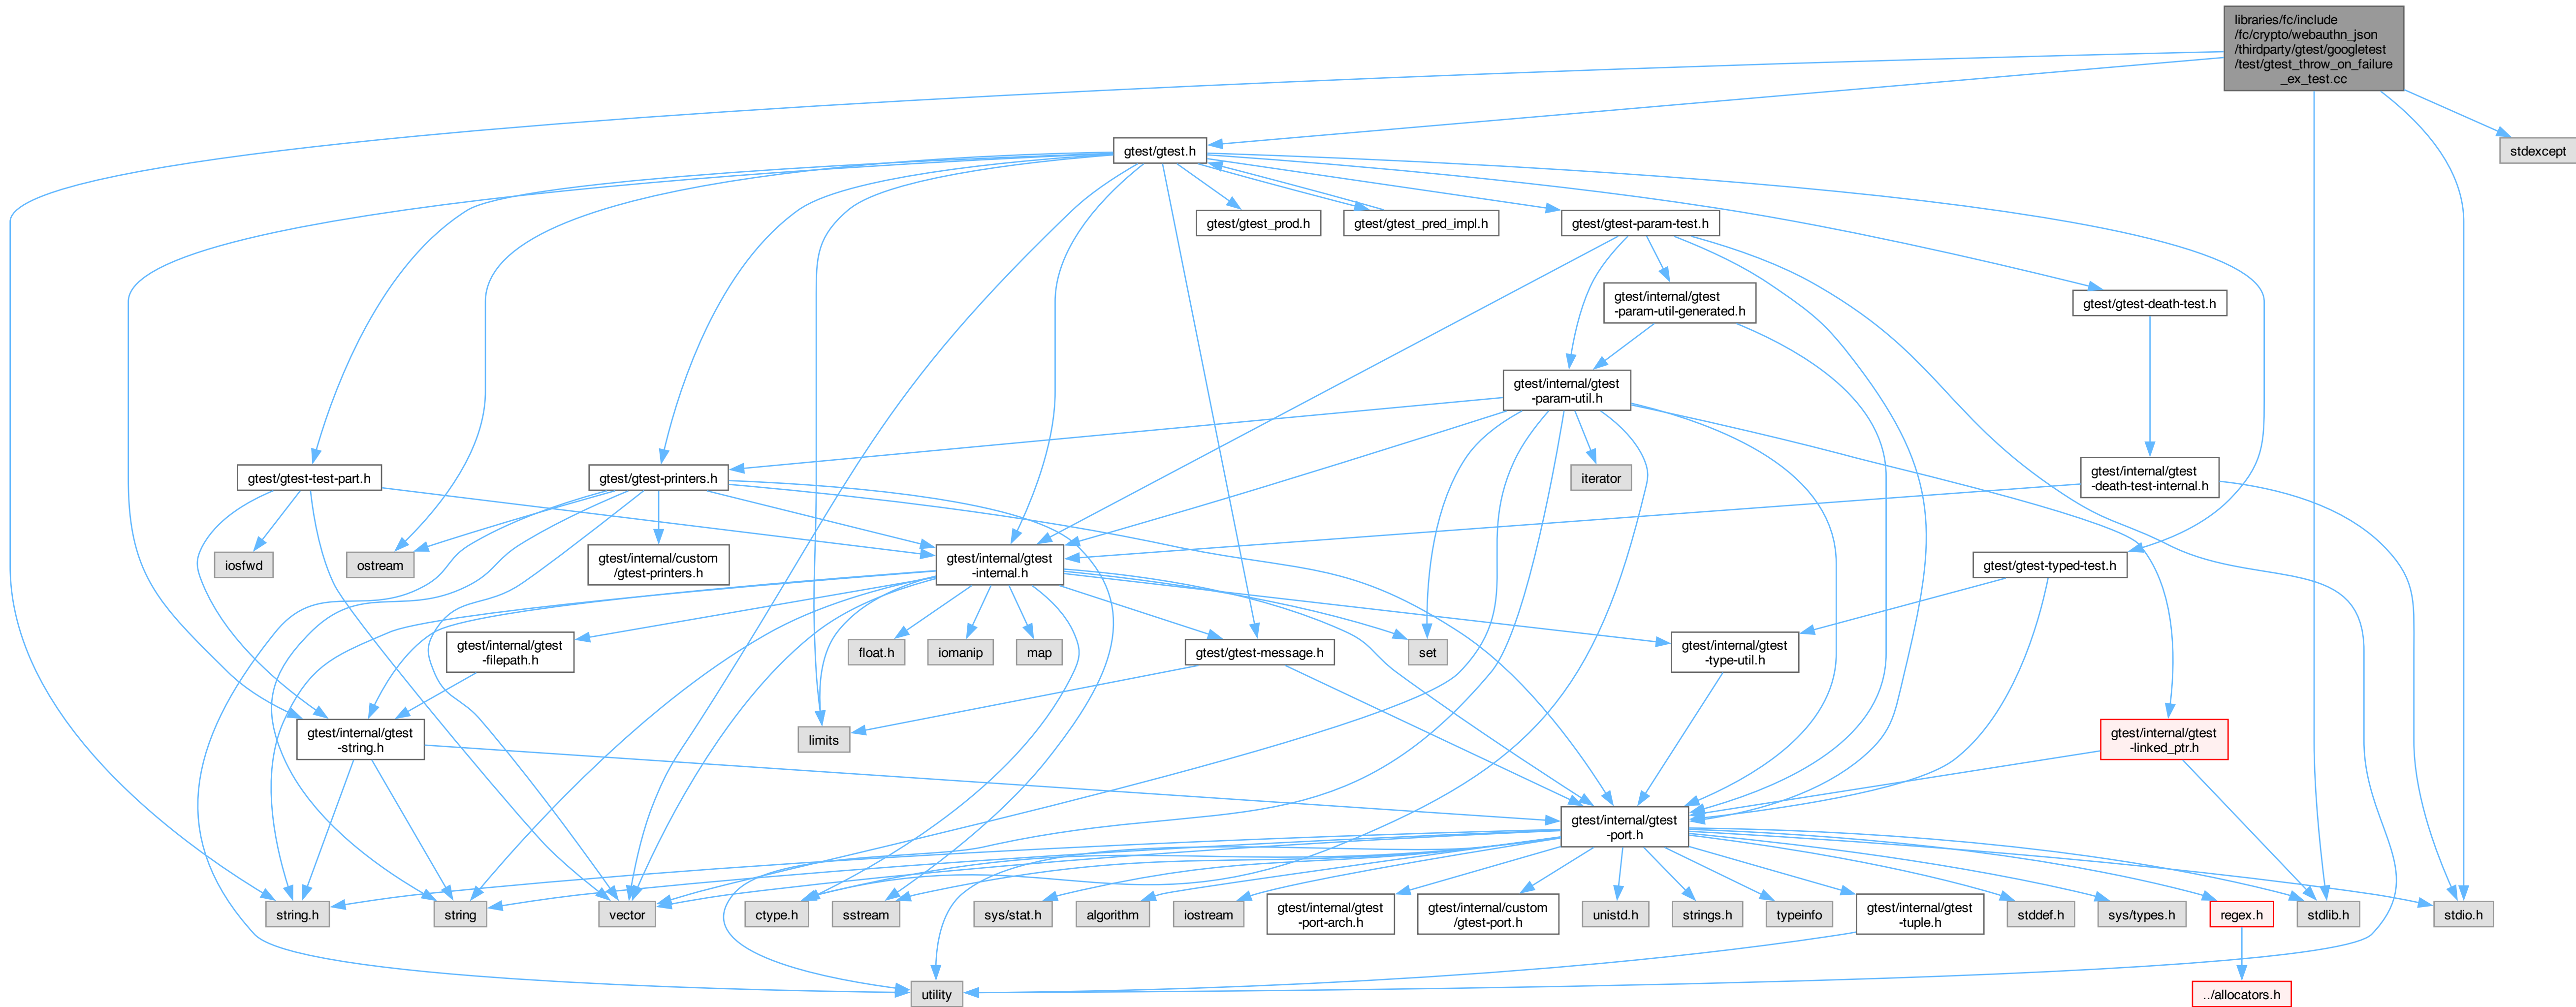 libraries/fc/include
/fc/crypto/webauthn_json
/thirdparty/gtest/googletest
/test/gtest_throw_on_failure
_ex_test.cc
gtest/gtest.h
stdexcept
gtest/gtest_prod.h
gtest/gtest_pred_impl.h
gtest/gtest-param-test.h
gtest/internal/gtest
-param-util-generated.h
gtest/gtest-death-test.h
gtest/internal/gtest
-param-util.h
gtest/gtest-test-part.h
gtest/gtest-printers.h
iterator
gtest/internal/gtest
-death-test-internal.h
iosfwd
ostream
gtest/internal/custom
/gtest-printers.h
gtest/internal/gtest
-internal.h
gtest/gtest-typed-test.h
gtest/internal/gtest
-filepath.h
float.h
iomanip
map
gtest/gtest-message.h
set
gtest/internal/gtest
-type-util.h
gtest/internal/gtest
-string.h
limits
gtest/internal/gtest
-linked_ptr.h
gtest/internal/gtest
-port.h
string.h
string
vector
ctype.h
sstream
sys/stat.h
algorithm
iostream
gtest/internal/gtest
-port-arch.h
gtest/internal/custom
/gtest-port.h
unistd.h
strings.h
typeinfo
gtest/internal/gtest
-tuple.h
stddef.h
sys/types.h
regex.h
stdlib.h
stdio.h
utility
../allocators.h